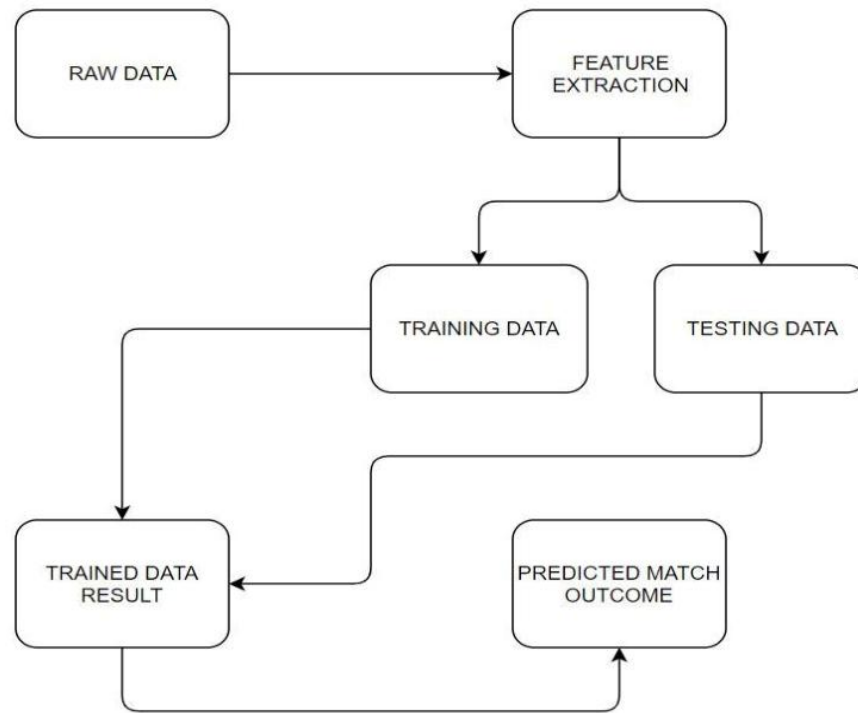 RAW DATA
FEATURE
EXTRACTION
TRAINING DATA
TESTING DATA
TRAINED DATA
RESULT
PREDICTED MATCH
OUTCOME